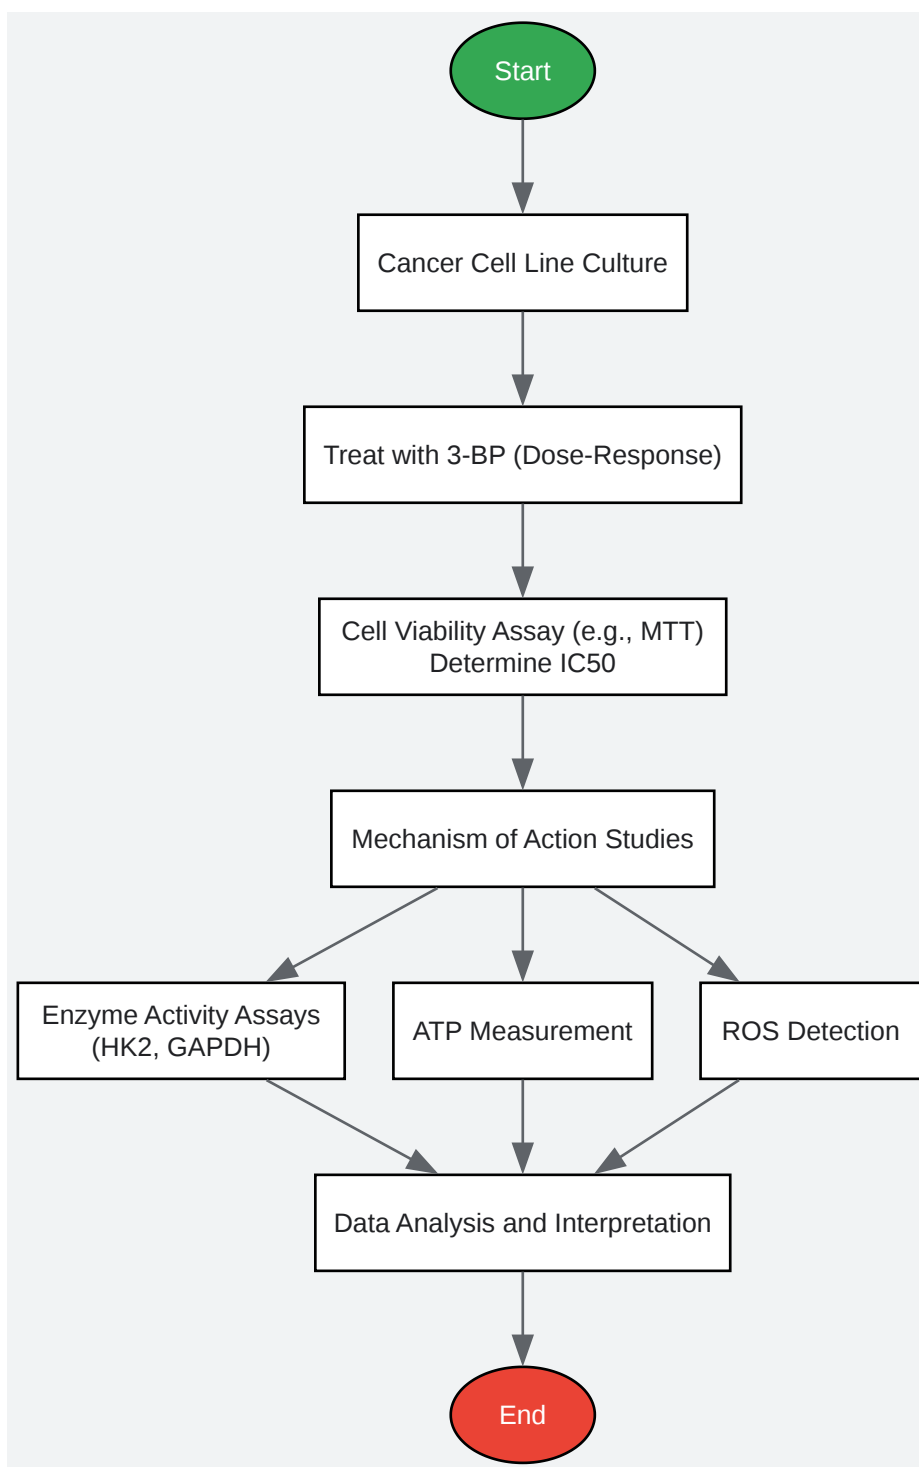 Start
Cancer Cell Line Culture
Treat with 3-BP (Dose-Response)
Cell Viability Assay (e.g., MTT)
Determine IC50
Mechanism of Action Studies
Enzyme Activity Assays
(HK2, GAPDH)
ATP Measurement
ROS Detection
Data Analysis and Interpretation
End